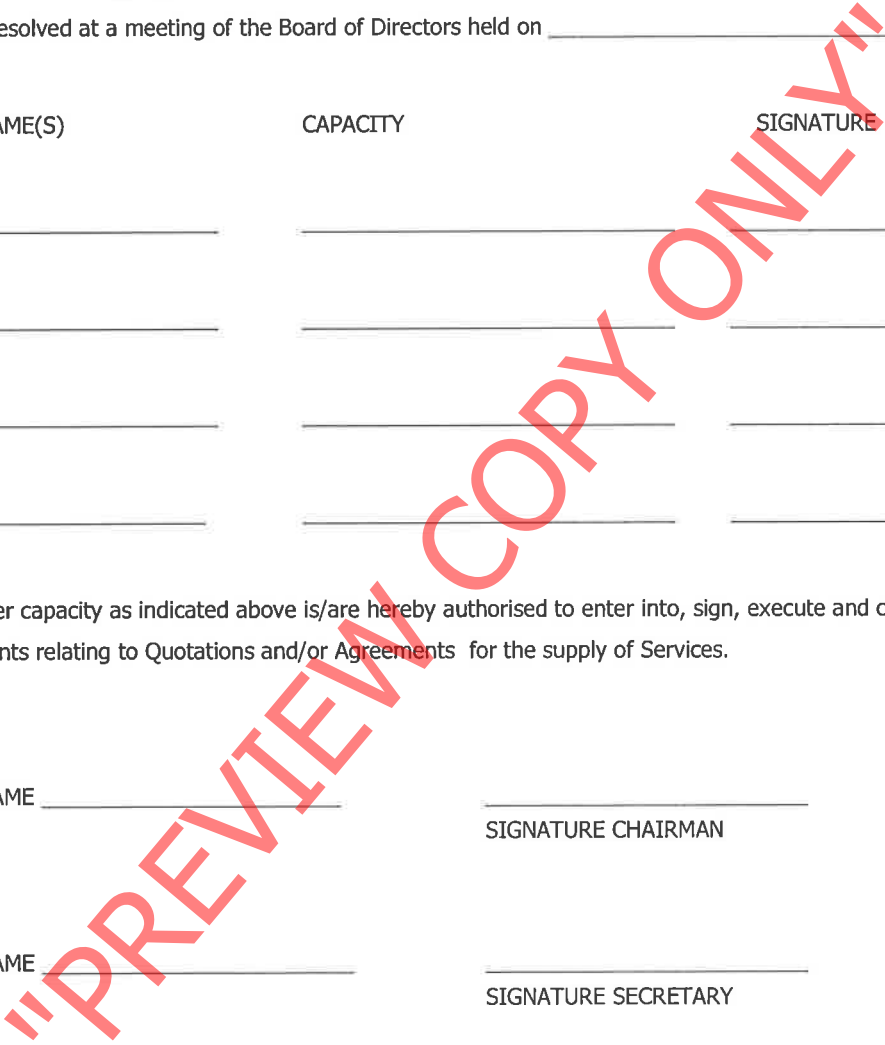 esolved at a meeting of the Board of Directors held on
AME(S) CAPACITY SIGNATURE
er capacity as indicated above is/are hereby authorised to enter into, sign, execute and c
nts relating to Quotations and/or Agreements for the supply of Services.
AME
SIGNATURE CHAIRMAN
AME
SIGNATURE SECRETARY
"PREVIEW COPY ONLY"